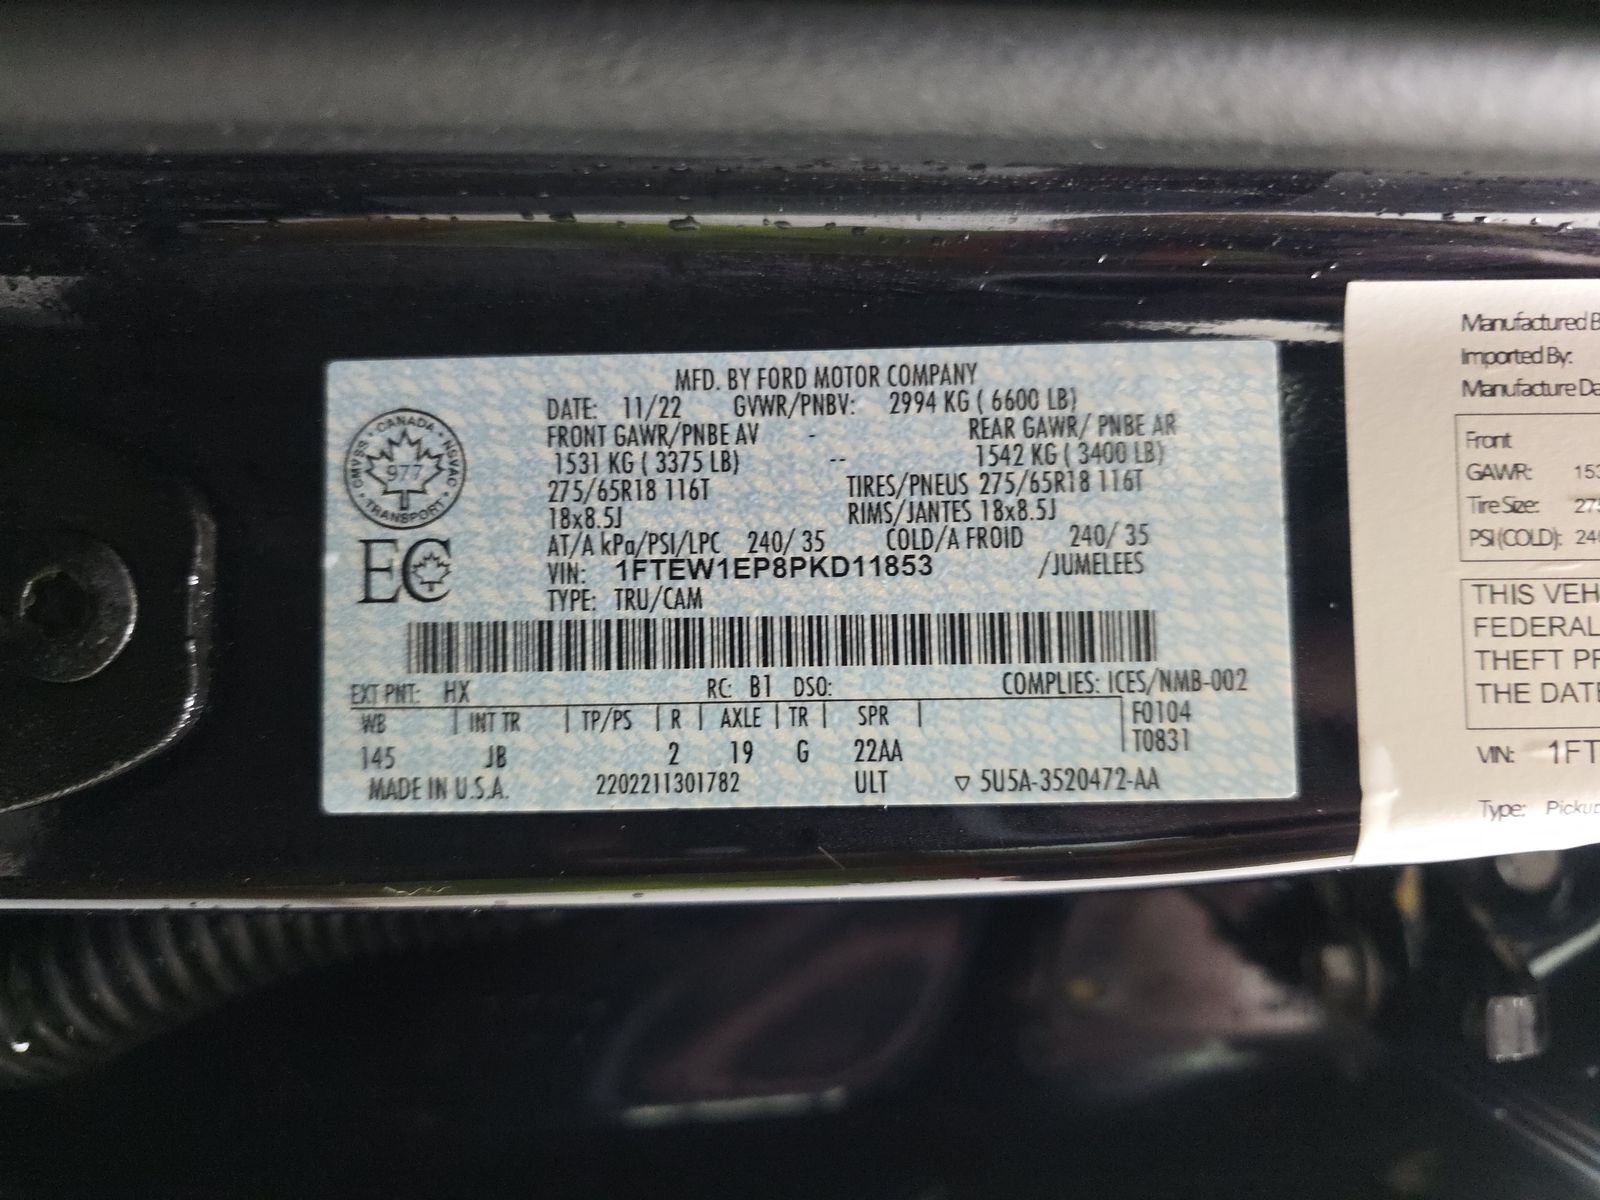 MFD. BY FORD MOTOR COMPANY
DATE: 11/22 GVWR/PNBV: 2994 KG ( 6600 LB)
FRONT GAWR/PNBE AV - REAR GAWR/ PNBE AR
1531 KG ( 3375 LB) -- 1542 KG ( 3400 LB)
275/65R18 116T TIRES/PNEUS 275/65R18 116T
18x8.5J RIMS/JANTES 18x8.5J
AT/A kPa/PSI/LPC 240/ 35 COLD/A FROID 240/ 35
VIN: 1FTEW1EP8PKD11853 /JUMELEES
TYPE: TRU/CAM
CANADA
CMVSS NSVAC
977
TRANSPORT
EC
EXT PNT: HX RC: B1 DSO: COMPLIES: ICES/NMB-002
WB | INT TR | TP/PS | R | AXLE | TR | SPR | F0104
145 JB 2 19 G 22AA T0831
MADE IN U.S.A. 2202211301782 ULT ▽ 5U5A-3520472-AA
Manufactured B
Imported By:
Manufacture Da
Front
GAWR: 153
Tire Size: 275
PSI (COLD): 240
THIS VEH
FEDERAL
THEFT PR
THE DATE
VIN: 1FT
Type: Pickup